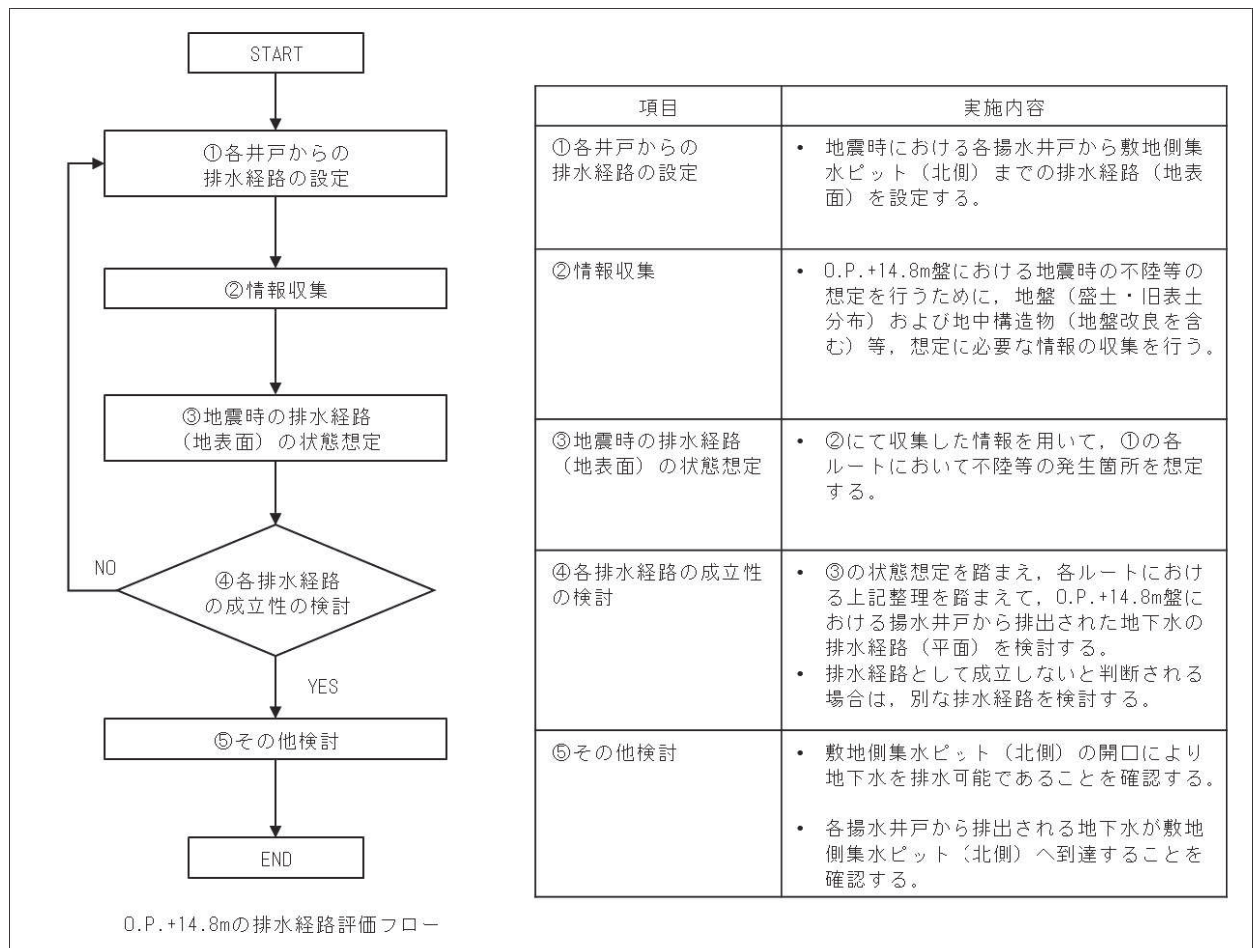 START
①各井戸からの
排水経路の設定
②情報収集
③地震時の排水経路
（地表面）の状態想定
NO
④各排水経路
の成立性の検討
YES
⑤その他検討
END
O.P.+14.8mの排水経路評価フロー
項目
実施内容
①各井戸からの
排水経路の設定
• 地震時における各揚水井戸から敷地側集
水ピット（北側）までの排水経路（地表
面）を設定する。
②情報収集
• O.P.+14.8m盤における地震時の不陸等の
想定を行うために，地盤（盛土・旧表土
分布）および地中構造物（地盤改良を含
む）等，想定に必要な情報の収集を行う。
③地震時の排水経路
（地表面）の状態想定
• ②にて収集した情報を用いて，①の各
ルートにおいて不陸等の発生箇所を想定
する。
④各排水経路の成立性
の検討
• ③の状態想定を踏まえ，各ルートにおけ
る上記整理を踏まえて，O.P.+14.8m盤に
おける揚水井戸から排出された地下水の
排水経路（平面）を検討する。
• 排水経路として成立しないと判断される
場合は，別な排水経路を検討する。
⑤その他検討
• 敷地側集水ピット（北側）の開口により
地下水を排水可能であることを確認する。
• 各揚水井戸から排出される地下水が敷地
側集水ピット（北側）へ到達することを
確認する。